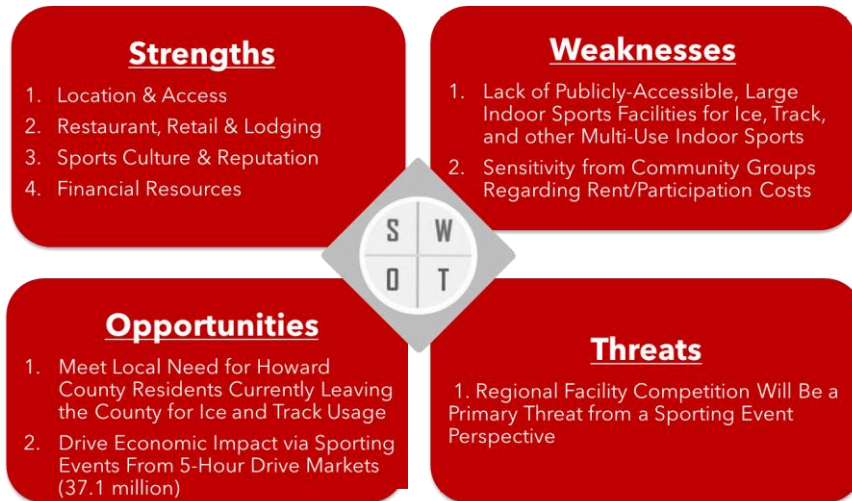 Strengths
1. Location & Access
2. Restaurant, Retail & Lodging
3. Sports Culture & Reputation
4. Financial Resources
Weaknesses
1. Lack of Publicly-Accessible, Large
Indoor Sports Facilities for Ice, Track,
and other Multi-Use Indoor Sports
2. Sensitivity from Community Groups
Regarding Rent/Participation Costs
S W
O T
Opportunities
1. Meet Local Need for Howard
County Residents Currently Leaving
the County for Ice and Track Usage
2. Drive Economic Impact via Sporting
Events From 5-Hour Drive Markets
(37.1 million)
Threats
1. Regional Facility Competition Will Be a
Primary Threat from a Sporting Event
Perspective